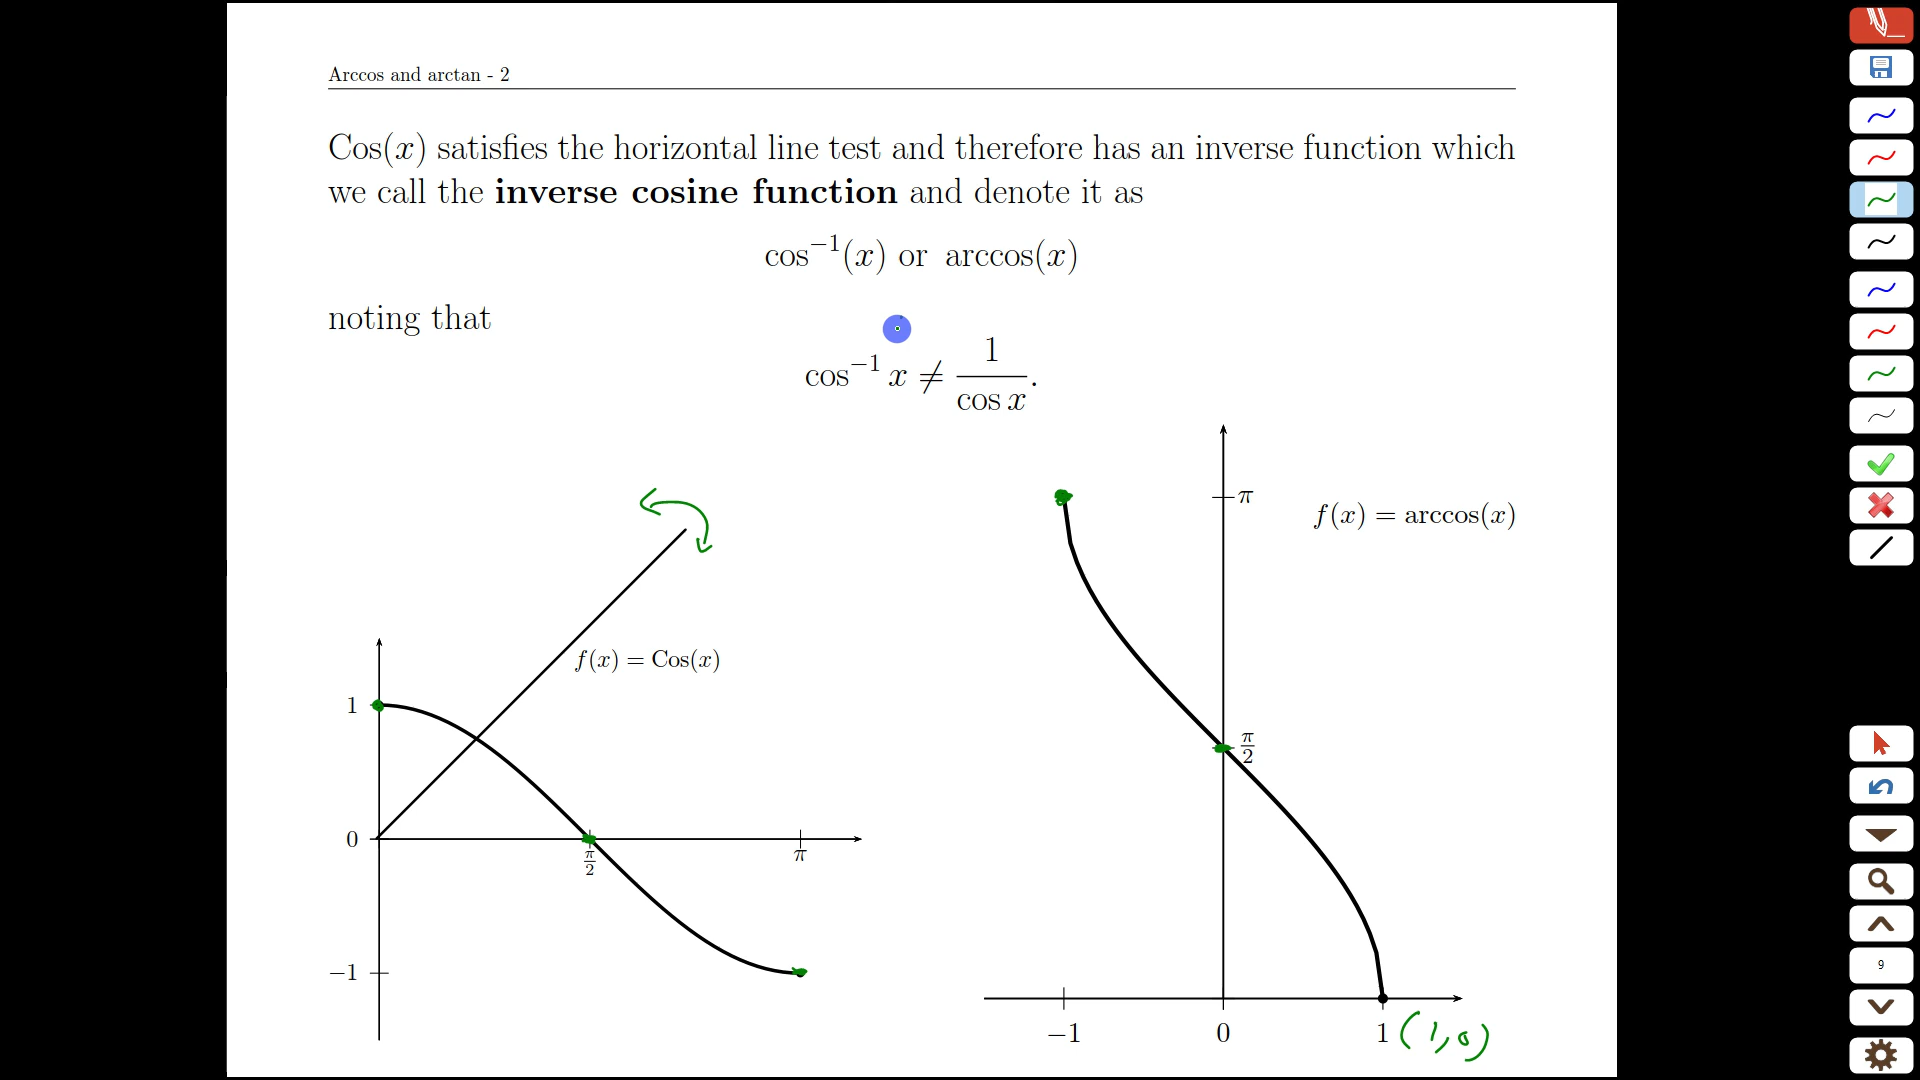 Arccos and arctan - 2
Cos(x) satisfies the horizontal line test and therefore has an inverse function which
we call the inverse cosine function and denote it as
cos⁻¹(x) or arccos(x)
noting that
cos⁻¹ x ≠ 1/cos x.
π
f(x) = arccos(x)
f(x) = Cos(x)
1
π/2
0
π/2
π
−1
−1
0
1 (1,0)
9